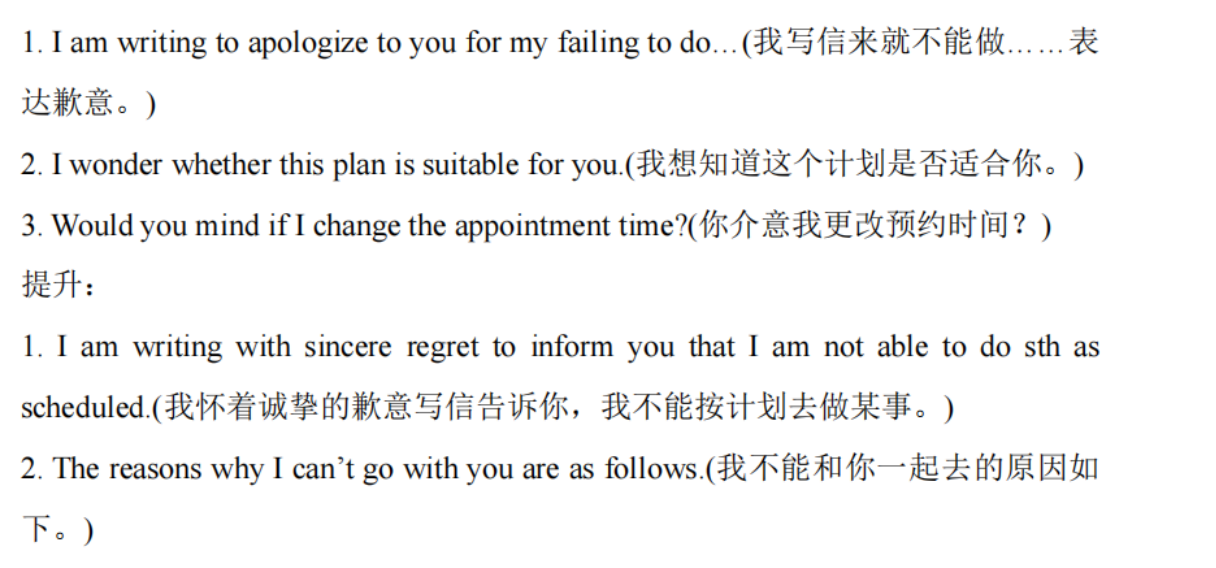 1. I am writing to apologize to you for my failing to do…(我写信来就不能做……表
达歉意。)
2. I wonder whether this plan is suitable for you.(我想知道这个计划是否适合你。)
3. Would you mind if I change the appointment time?(你介意我更改预约时间？)
提升：
1. I am writing with sincere regret to inform you that I am not able to do sth as
scheduled.(我怀着诚挚的歉意写信告诉你，我不能按计划去做某事。)
2. The reasons why I can’t go with you are as follows.(我不能和你一起去的原因如
下。)